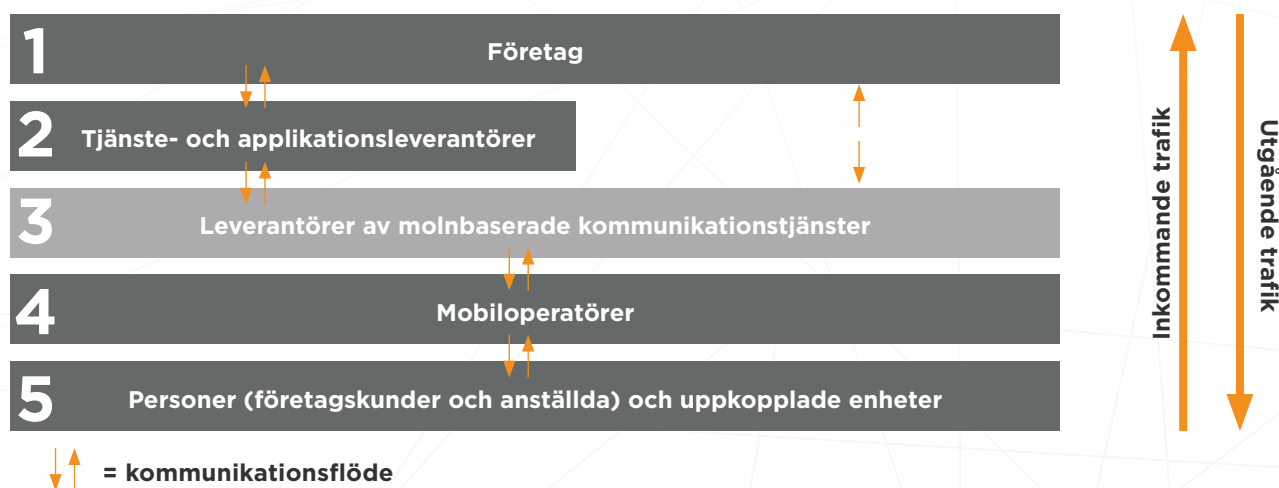 1 Företag
2 Tjänste- och applikationsleverantörer
3 Leverantörer av molnbaserade kommunikationstjänster
4 Mobiloperatörer
5 Personer (företagskunder och anställda) och uppkopplade enheter
= kommunikationsflöde
Inkommande trafik
Utgående trafik